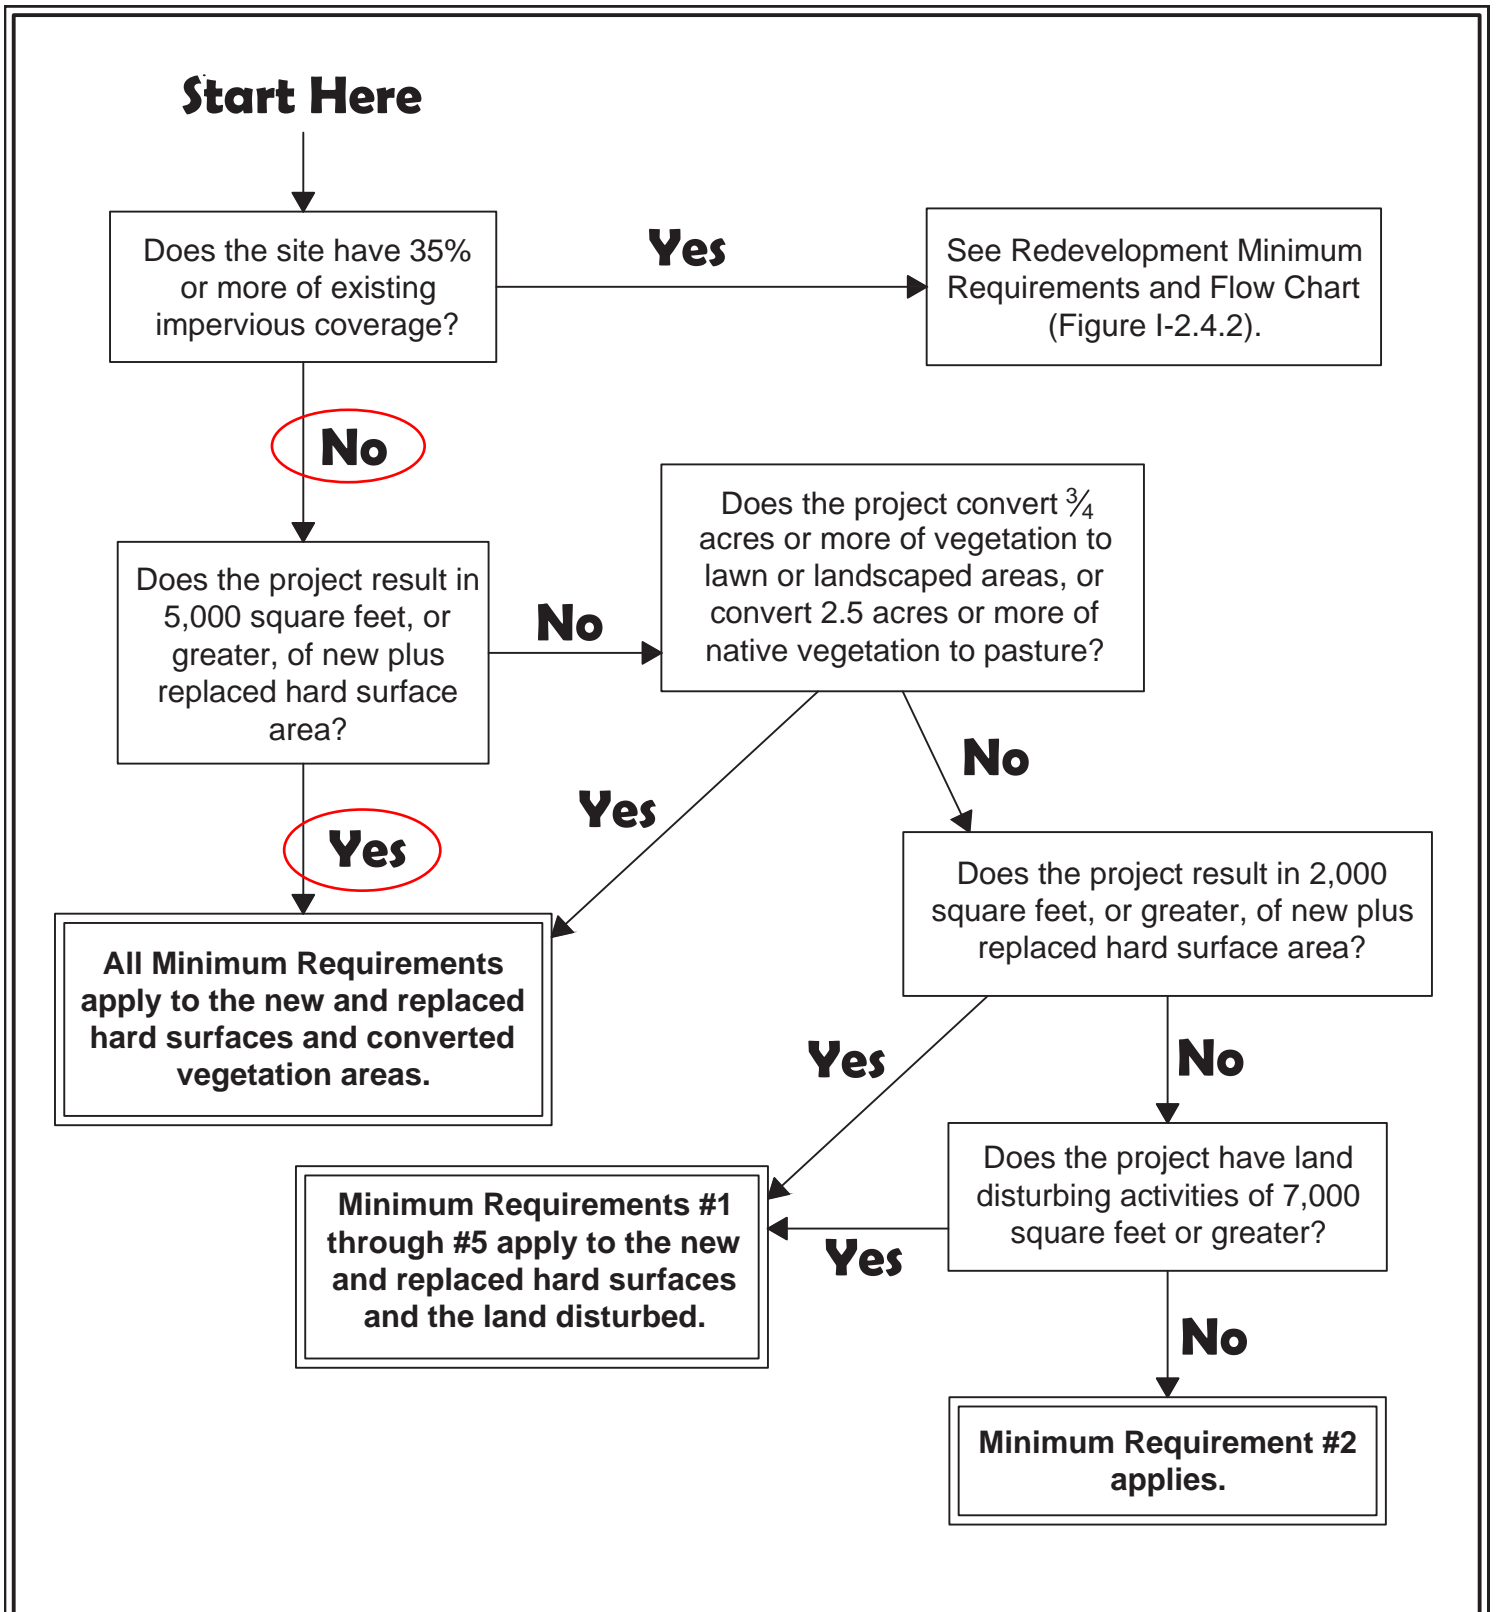 Start Here
Does the site have 35%
or more of existing
impervious coverage?
Yes
See Redevelopment Minimum
Requirements and Flow Chart
(Figure I-2.4.2).
No
Does the project result in
5,000 square feet, or
greater, of new plus
replaced hard surface
area?
No
Does the project convert ¾
acres or more of vegetation to
lawn or landscaped areas, or
convert 2.5 acres or more of
native vegetation to pasture?
Yes
Yes
No
All Minimum Requirements
apply to the new and replaced
hard surfaces and converted
vegetation areas.
Does the project result in 2,000
square feet, or greater, of new plus
replaced hard surface area?
Yes
No
Minimum Requirements #1
through #5 apply to the new
and replaced hard surfaces
and the land disturbed.
Does the project have land
disturbing activities of 7,000
square feet or greater?
Yes
No
Minimum Requirement #2
applies.